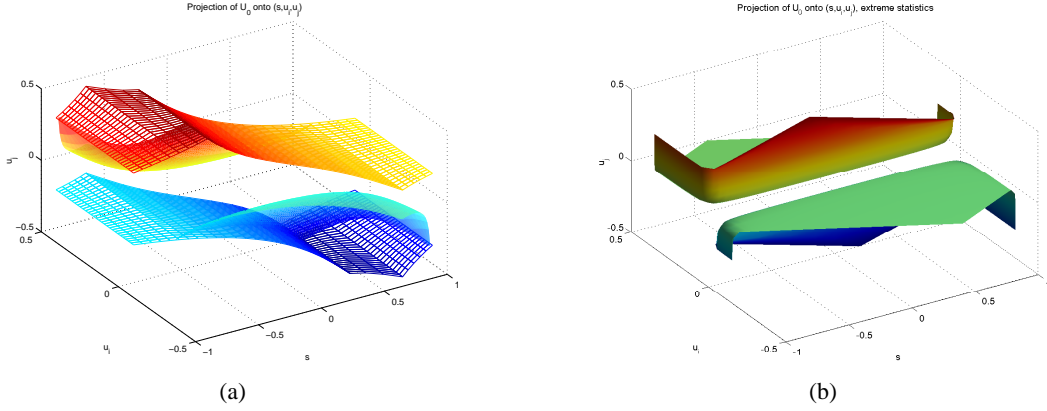 Projection of U₀ onto (s,uᵢ,uⱼ)
0.5
0
−0.5
0.5
0
−0.5
−1
−0.5
0
0.5
1
uⱼ
uᵢ
s
(a)
Projection of U₀ onto (s,uᵢ,uⱼ), extreme statistics
0.5
0
−0.5
0.5
0
−0.5
−1
−0.5
0
0.5
1
uⱼ
uᵢ
s
(b)